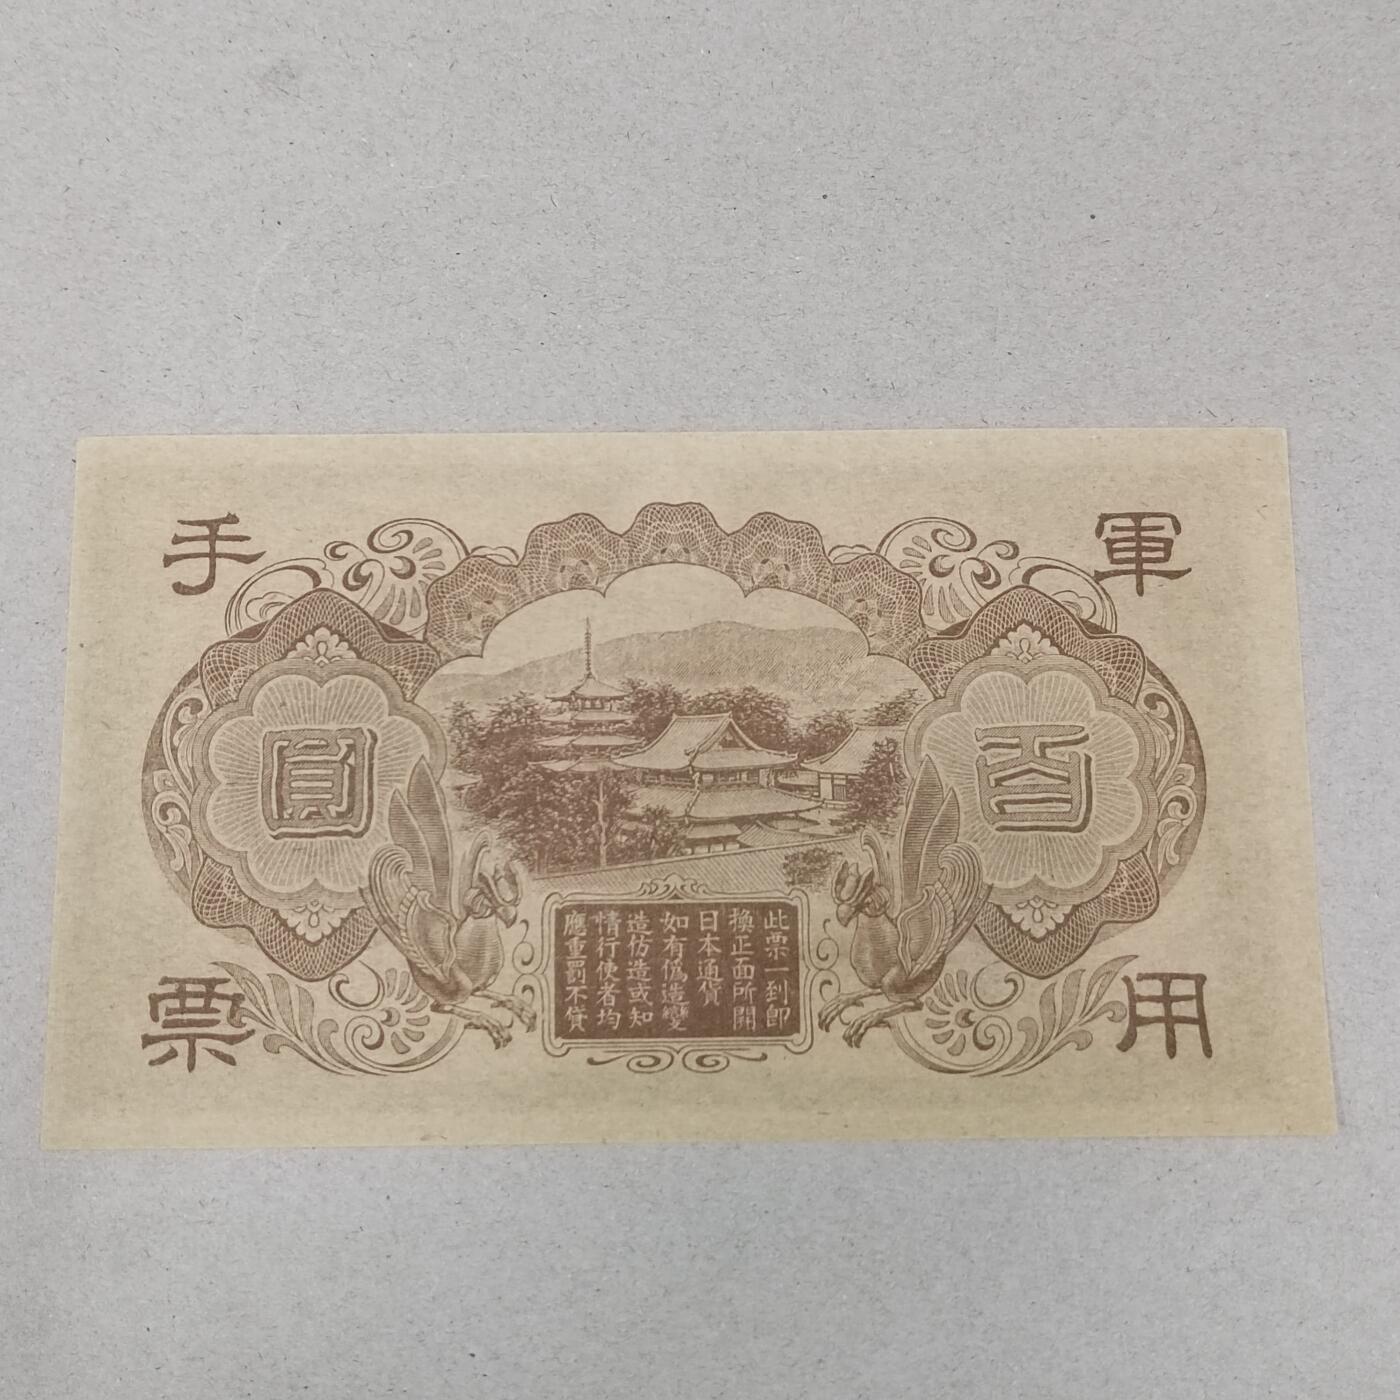 軍用
手票
百
圓
此票一到即
換正面所開
日本通貨
如有偽造變
造仿造或知
情行使者均
應重罰不貸